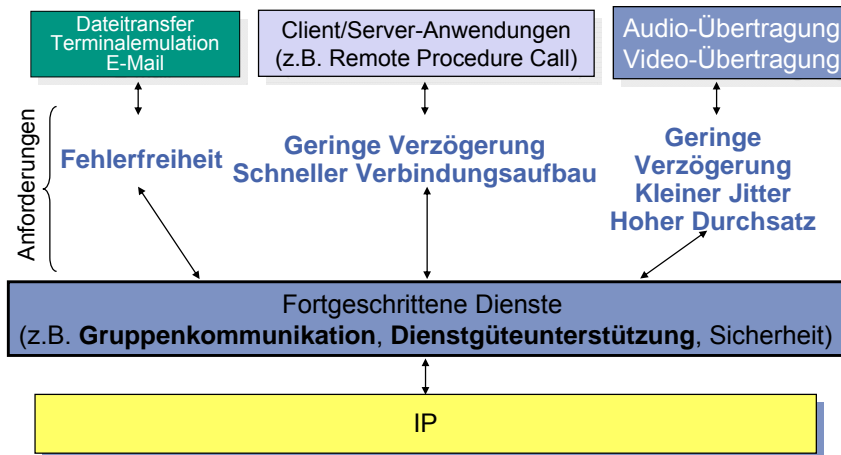 Dateitransfer
Terminalemulation
E-Mail
Client/Server-Anwendungen
(z.B. Remote Procedure Call)
Audio-Übertragung
Video-Übertragung
Anforderungen
Fehlerfreiheit
Geringe Verzögerung
Schneller Verbindungsaufbau
Geringe
Verzögerung
Kleiner Jitter
Hoher Durchsatz
Fortgeschrittene Dienste
(z.B. Gruppenkommunikation, Dienstgüteunterstützung, Sicherheit)
IP